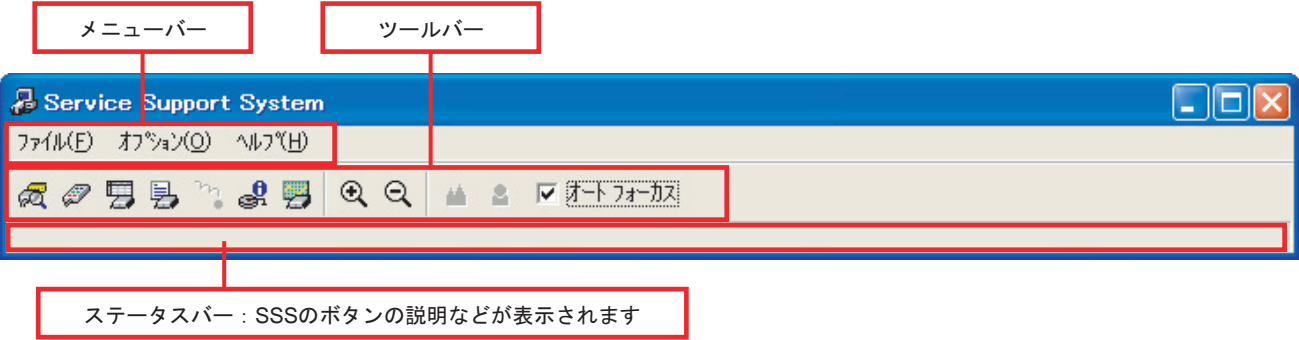 メニューバー
ツールバー
Service Support System
ファイル(F) オプション(O) ヘルプ(H)
オート フォーカス
ステータスバー：SSSのボタンの説明などが表示されます